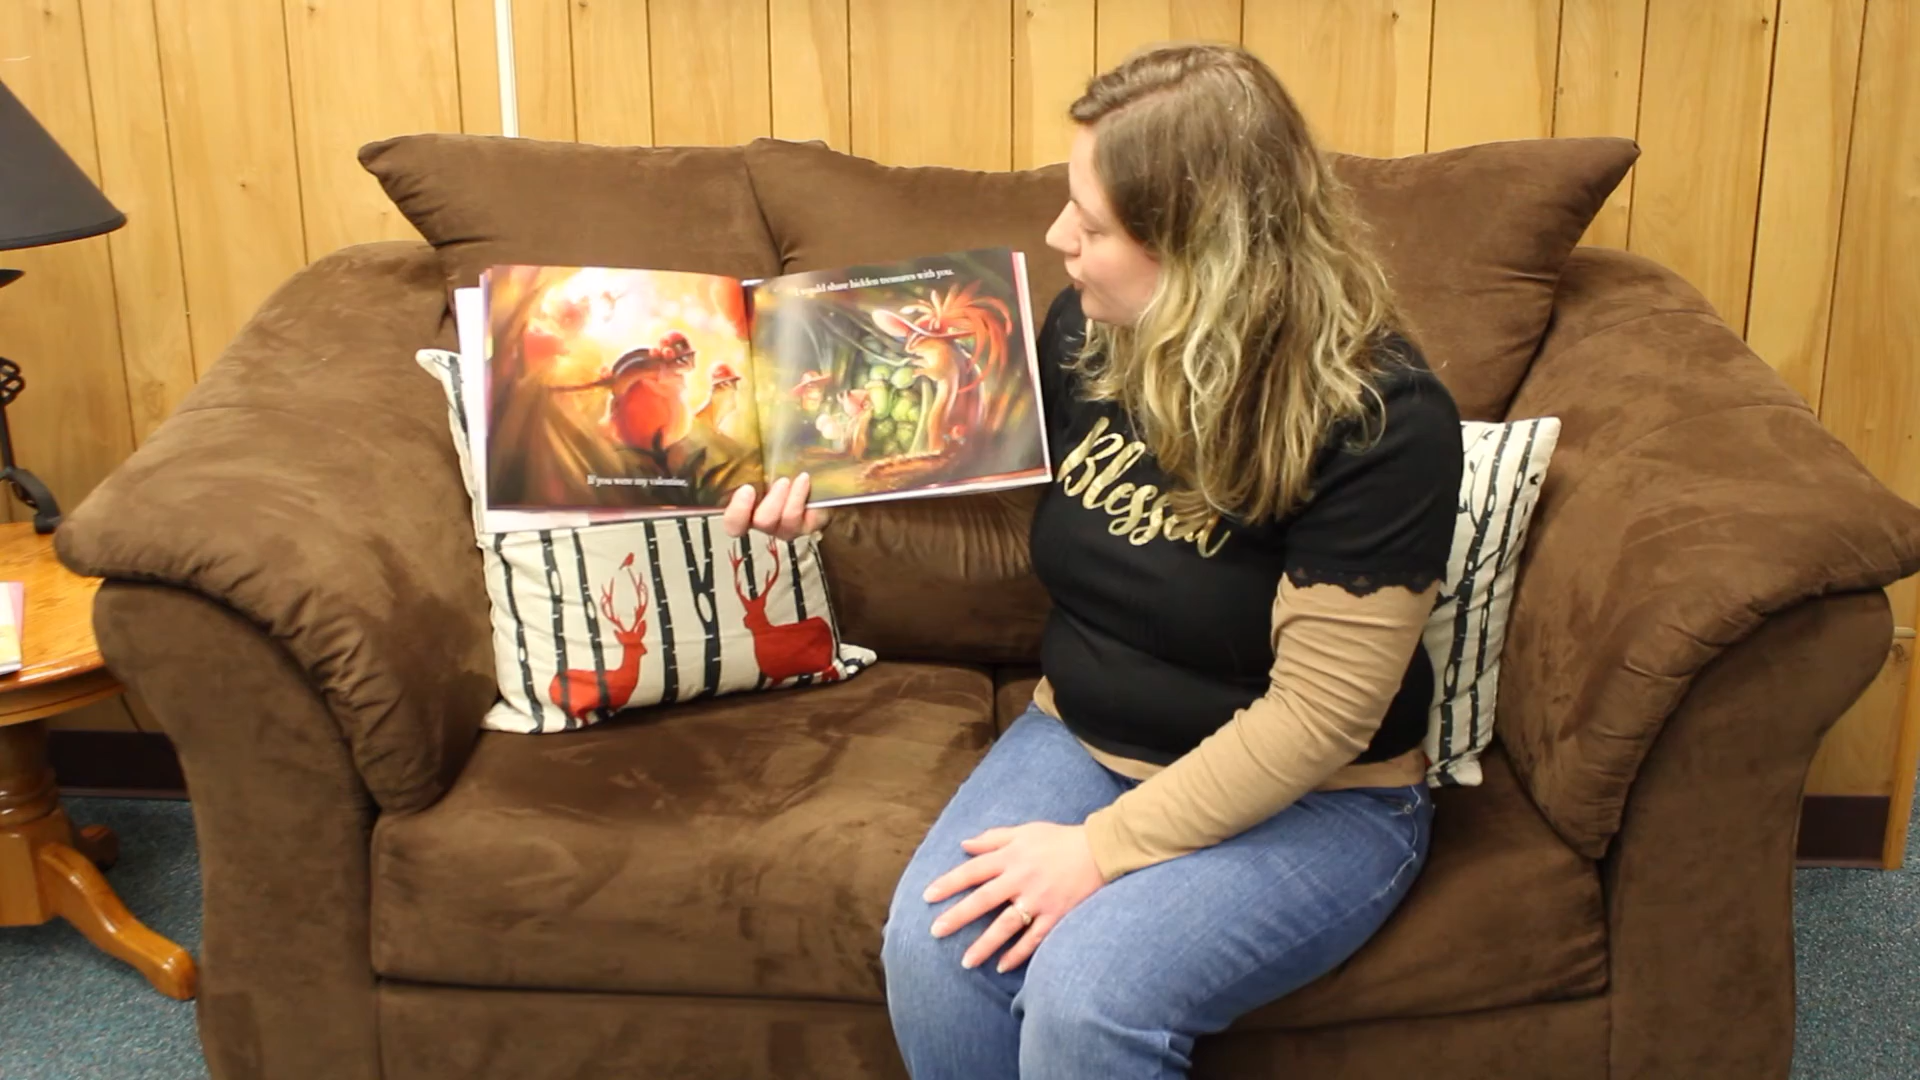 If you were my valentine,
I would share hidden treasures with you.
Blessed